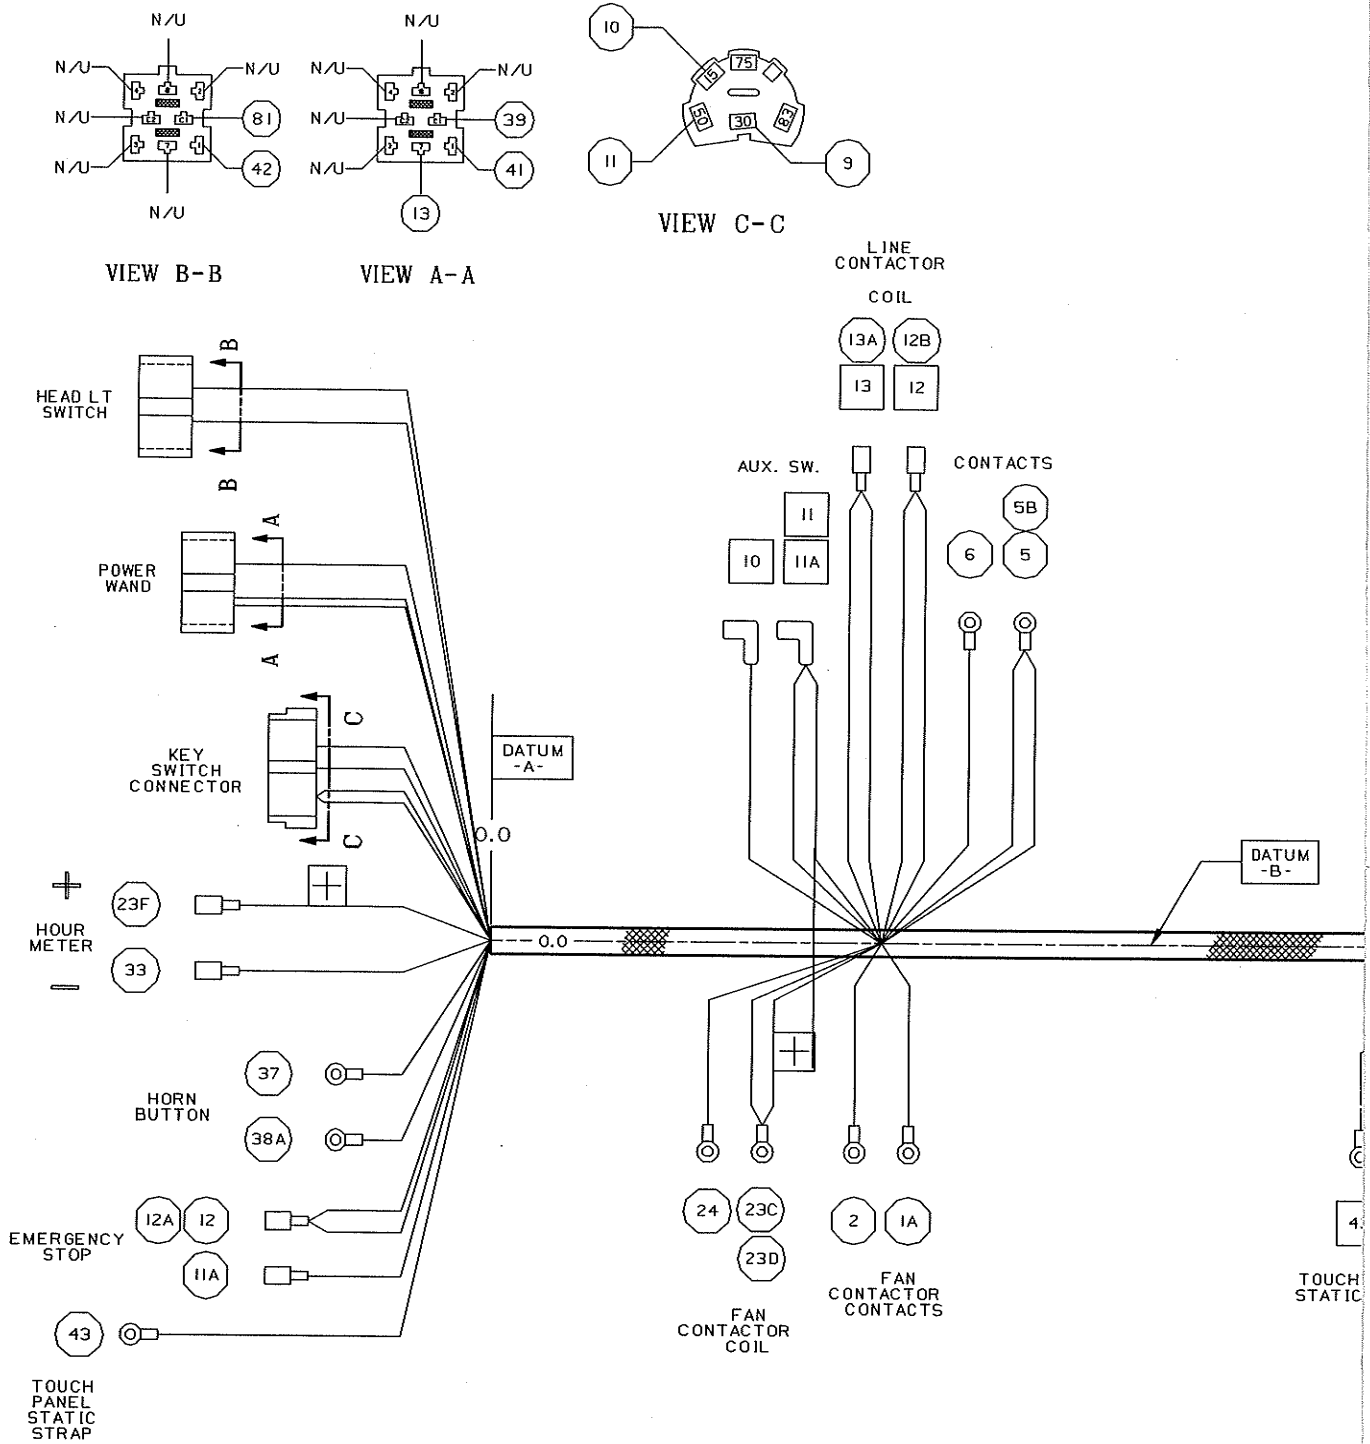 N/U
N/U
N/U
N/U
N/U
81
42
N/U
N/U
VIEW B-B
N/U
N/U
N/U
N/U
39
N/U
41
13
VIEW A-A
10
15
75
50
30
83
11
9
VIEW C-C
LINE
CONTACTOR
COIL
13A
12B
13
12
HEAD LT
SWITCH
B
B
AUX. SW.
11
10
11A
CONTACTS
5B
6
5
POWER
WAND
A
A
KEY
SWITCH
CONNECTOR
C
C
DATUM
-A-
0.0
DATUM
-B-
+
23F
+
HOUR
METER
33
—
0.0
37
HORN
BUTTON
38A
+
12A
12
EMERGENCY
STOP
11A
43
TOUCH
PANEL
STATIC
STRAP
24
23C
23D
FAN
CONTACTOR
COIL
2
1A
FAN
CONTACTOR
CONTACTS
TOUCH
STATIC